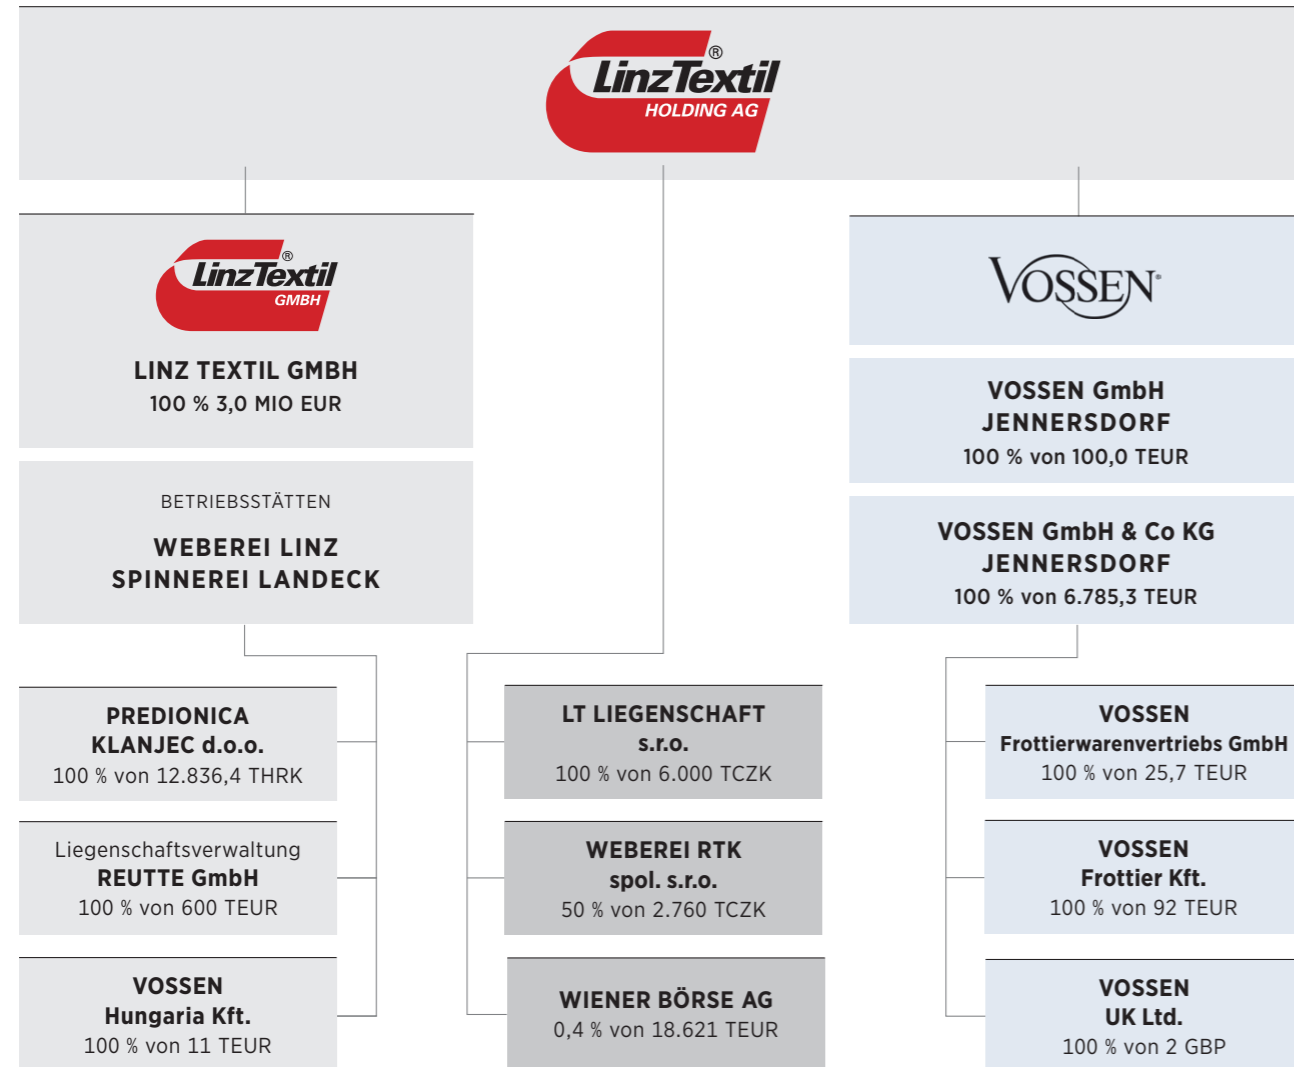 LinzTextil®
HOLDING AG
LinzTextil®
GMBH
LINZ TEXTIL GMBH
100 % 3,0 MIO EUR
BETRIEBSSTÄTTEN
WEBEREI LINZ
SPINNEREI LANDECK
PREDIONICA
KLANJEC d.o.o.
100 % von 12.836,4 THRK
Liegenschaftsverwaltung
REUTTE GmbH
100 % von 600 TEUR
VOSSEN
Hungaria Kft.
100 % von 11 TEUR
LT LIEGENSCHAFT
s.r.o.
100 % von 6.000 TCZK
WEBEREI RTK
spol. s.r.o.
50 % von 2.760 TCZK
WIENER BÖRSE AG
0,4 % von 18.621 TEUR
VOSSEN®
VOSSEN GmbH
JENNERSDORF
100 % von 100,0 TEUR
VOSSEN GmbH & Co KG
JENNERSDORF
100 % von 6.785,3 TEUR
VOSSEN
Frottierwarenvertriebs GmbH
100 % von 25,7 TEUR
VOSSEN
Frottier Kft.
100 % von 92 TEUR
VOSSEN
UK Ltd.
100 % von 2 GBP